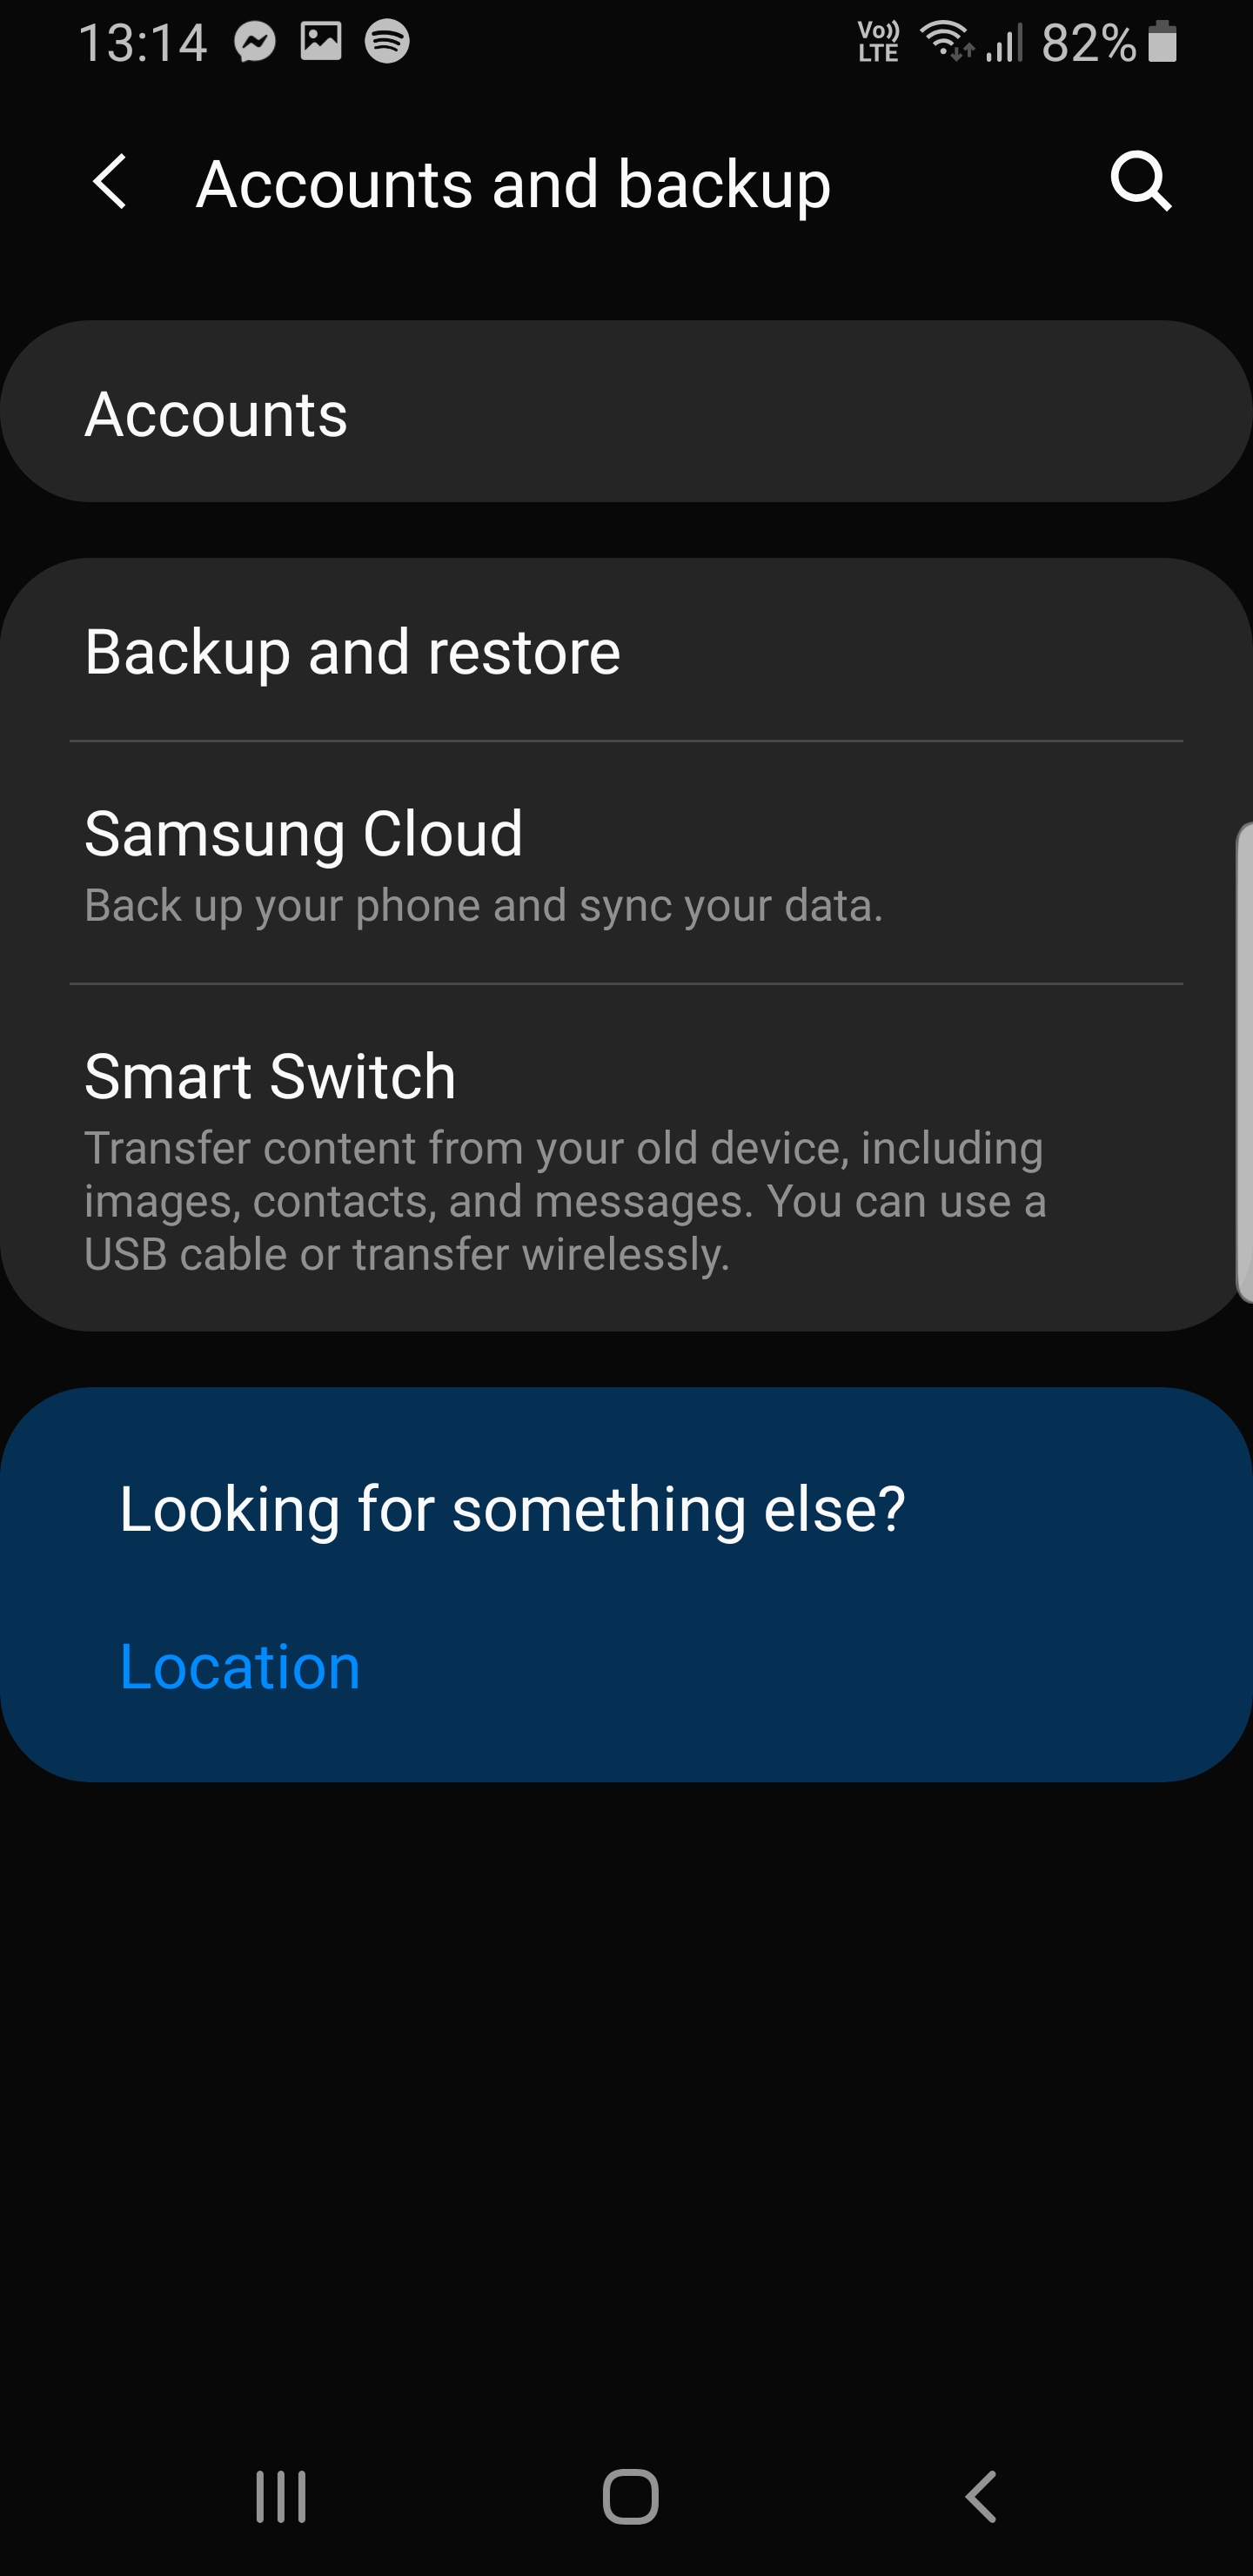 13:14
Vo)) LTE 82%
Accounts and backup
Accounts
Backup and restore
Samsung Cloud
Back up your phone and sync your data.
Smart Switch
Transfer content from your old device, including
images, contacts, and messages. You can use a
USB cable or transfer wirelessly.
Looking for something else?
Location